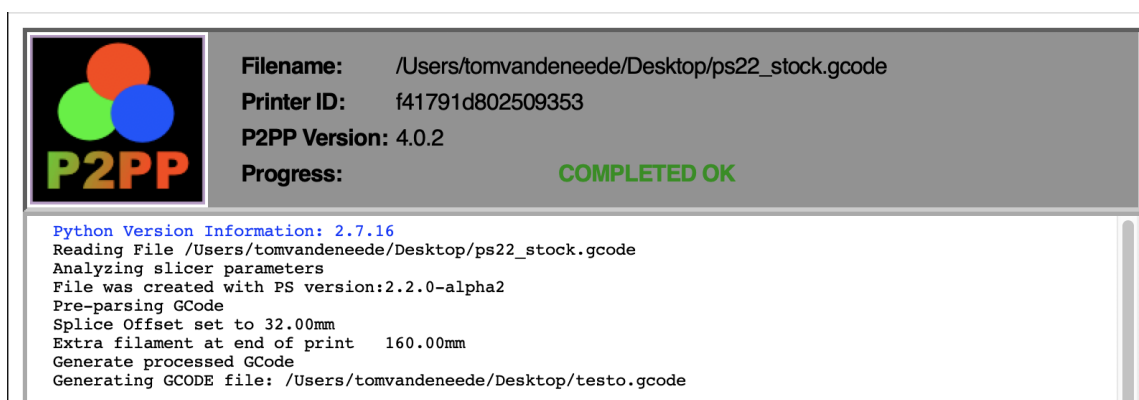 P2PP
Filename: /Users/tomvandeneede/Desktop/ps22_stock.gcode
Printer ID: f41791d802509353
P2PP Version: 4.0.2
Progress: COMPLETED OK
Python Version Information: 2.7.16
Reading File /Users/tomvandeneede/Desktop/ps22_stock.gcode
Analyzing slicer parameters
File was created with PS version:2.2.0-alpha2
Pre-parsing GCode
Splice Offset set to 32.00mm
Extra filament at end of print   160.00mm
Generate processed GCode
Generating GCODE file: /Users/tomvandeneede/Desktop/testo.gcode